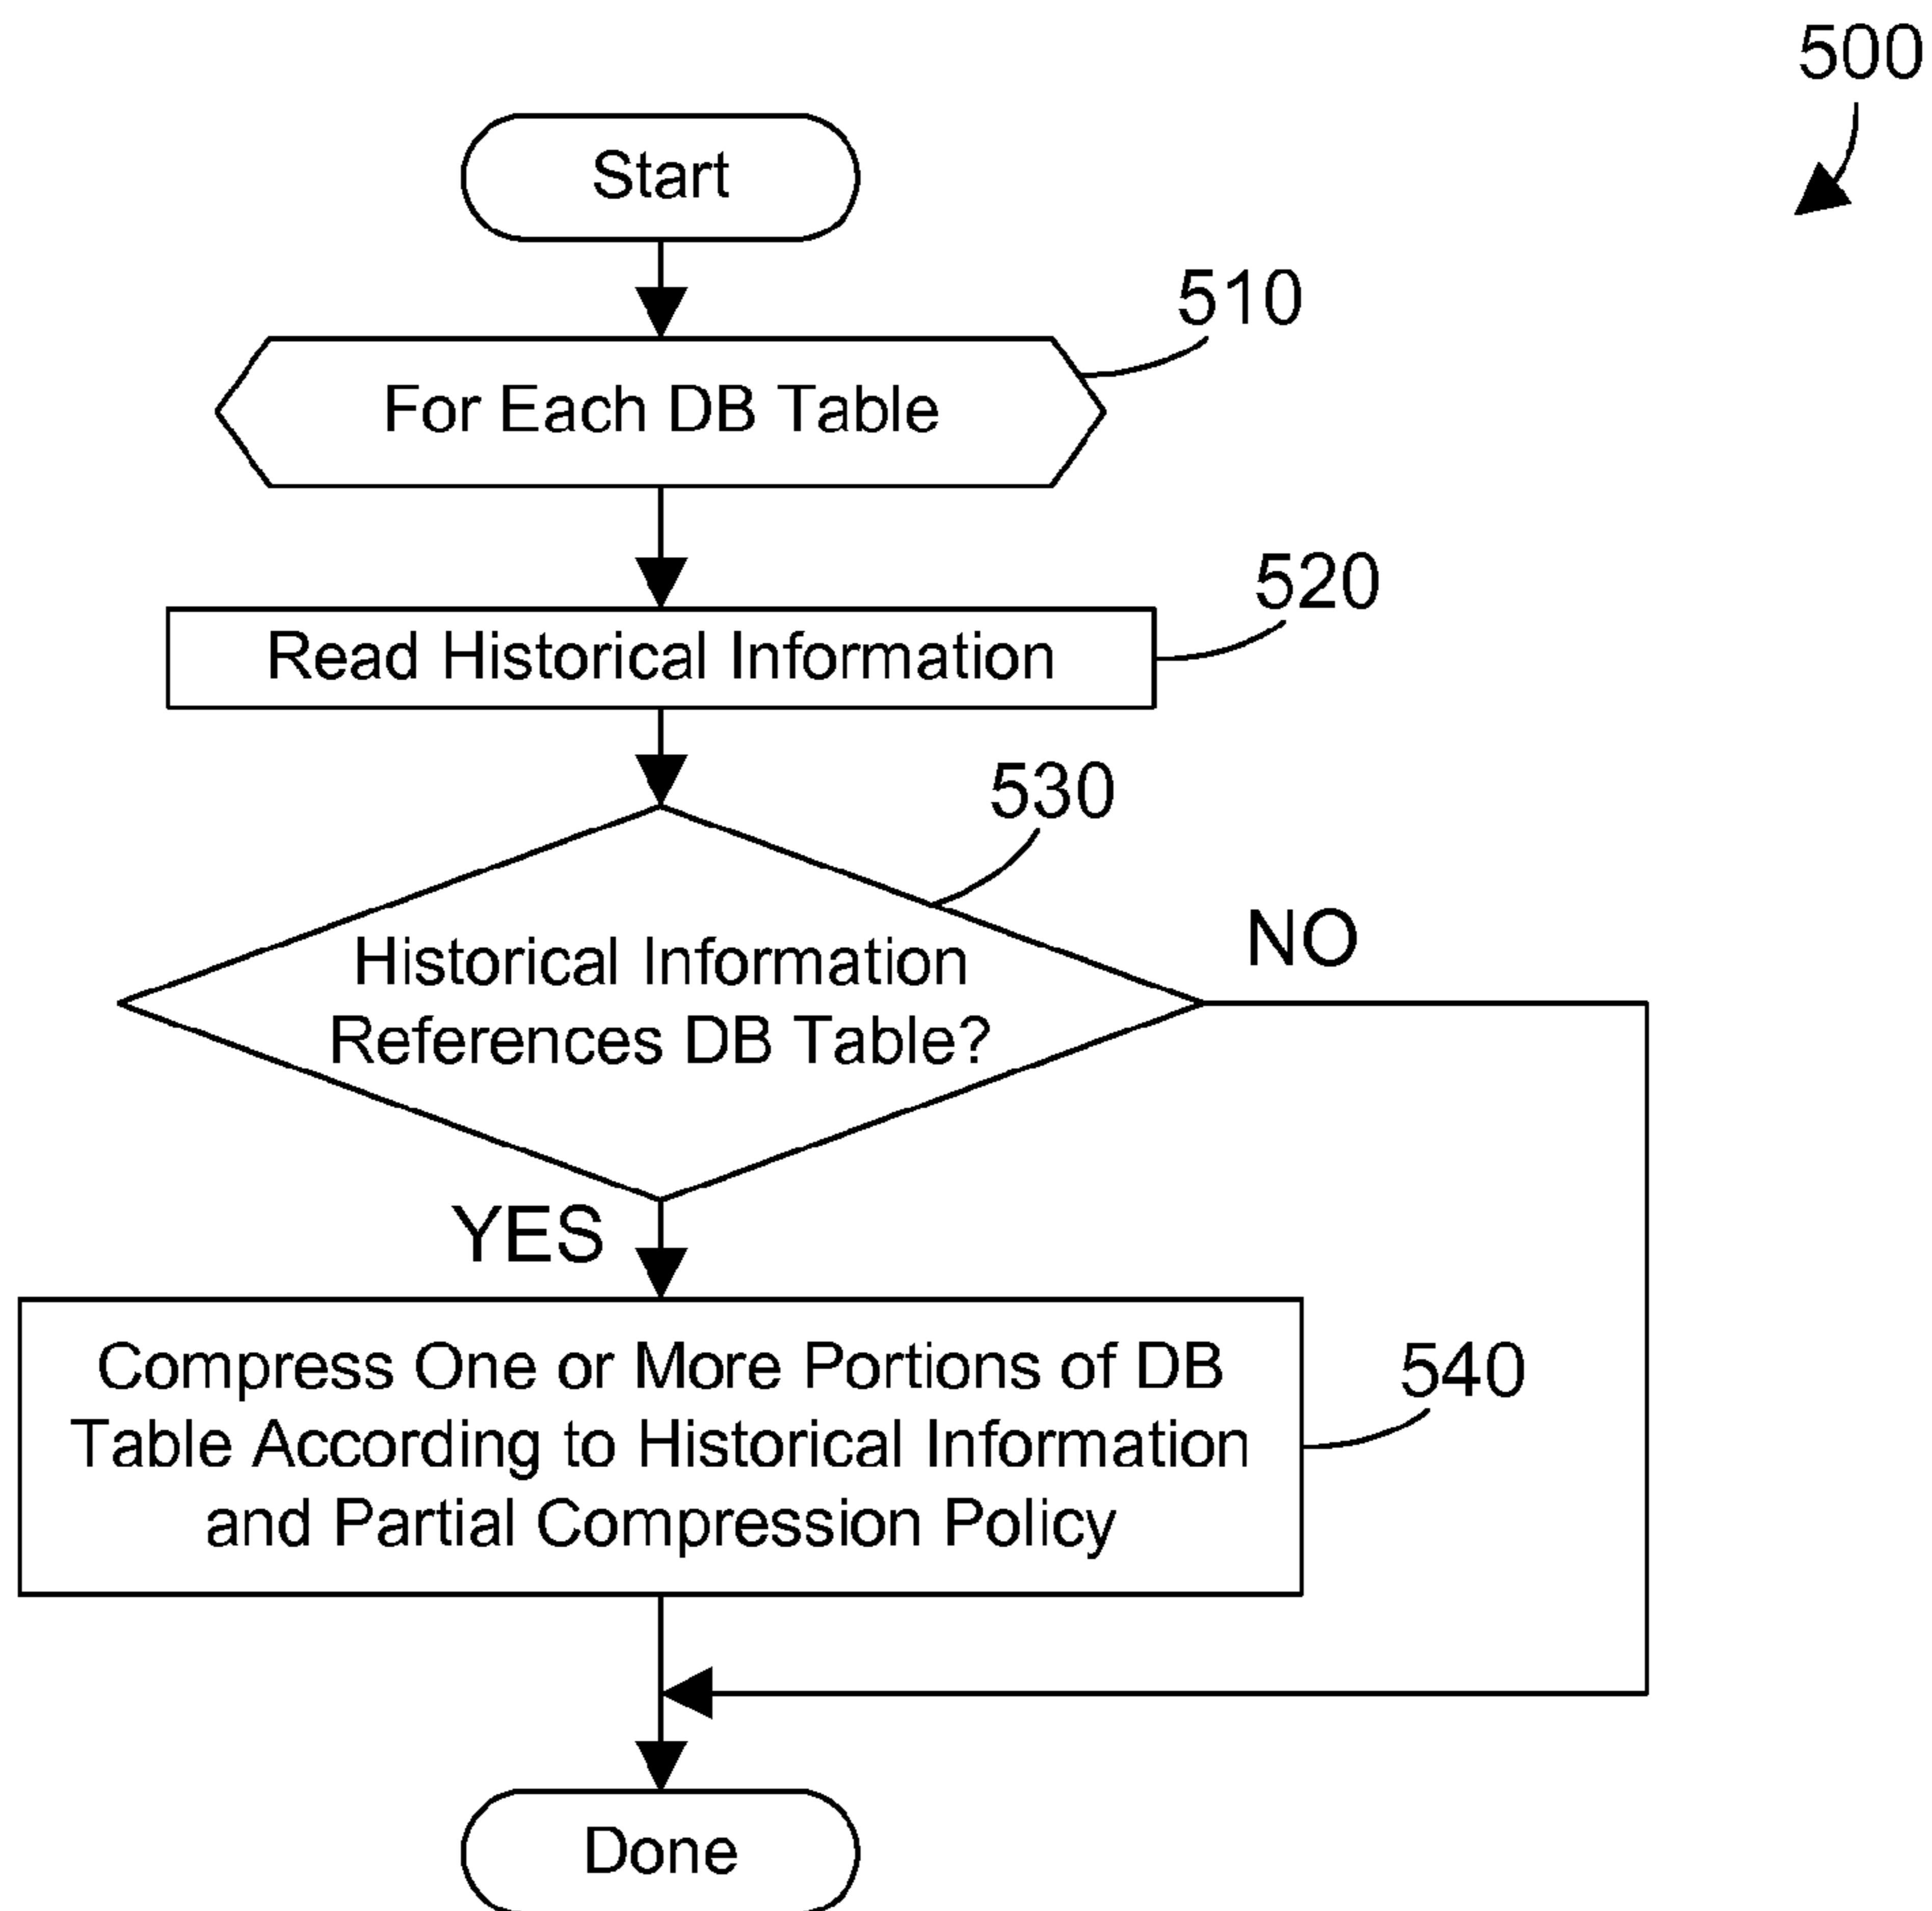 500
Start
510
For Each DB Table
520
Read Historical Information
530
Historical Information
References DB Table?
NO
YES
Compress One or More Portions of DB
Table According to Historical Information
and Partial Compression Policy
540
Done